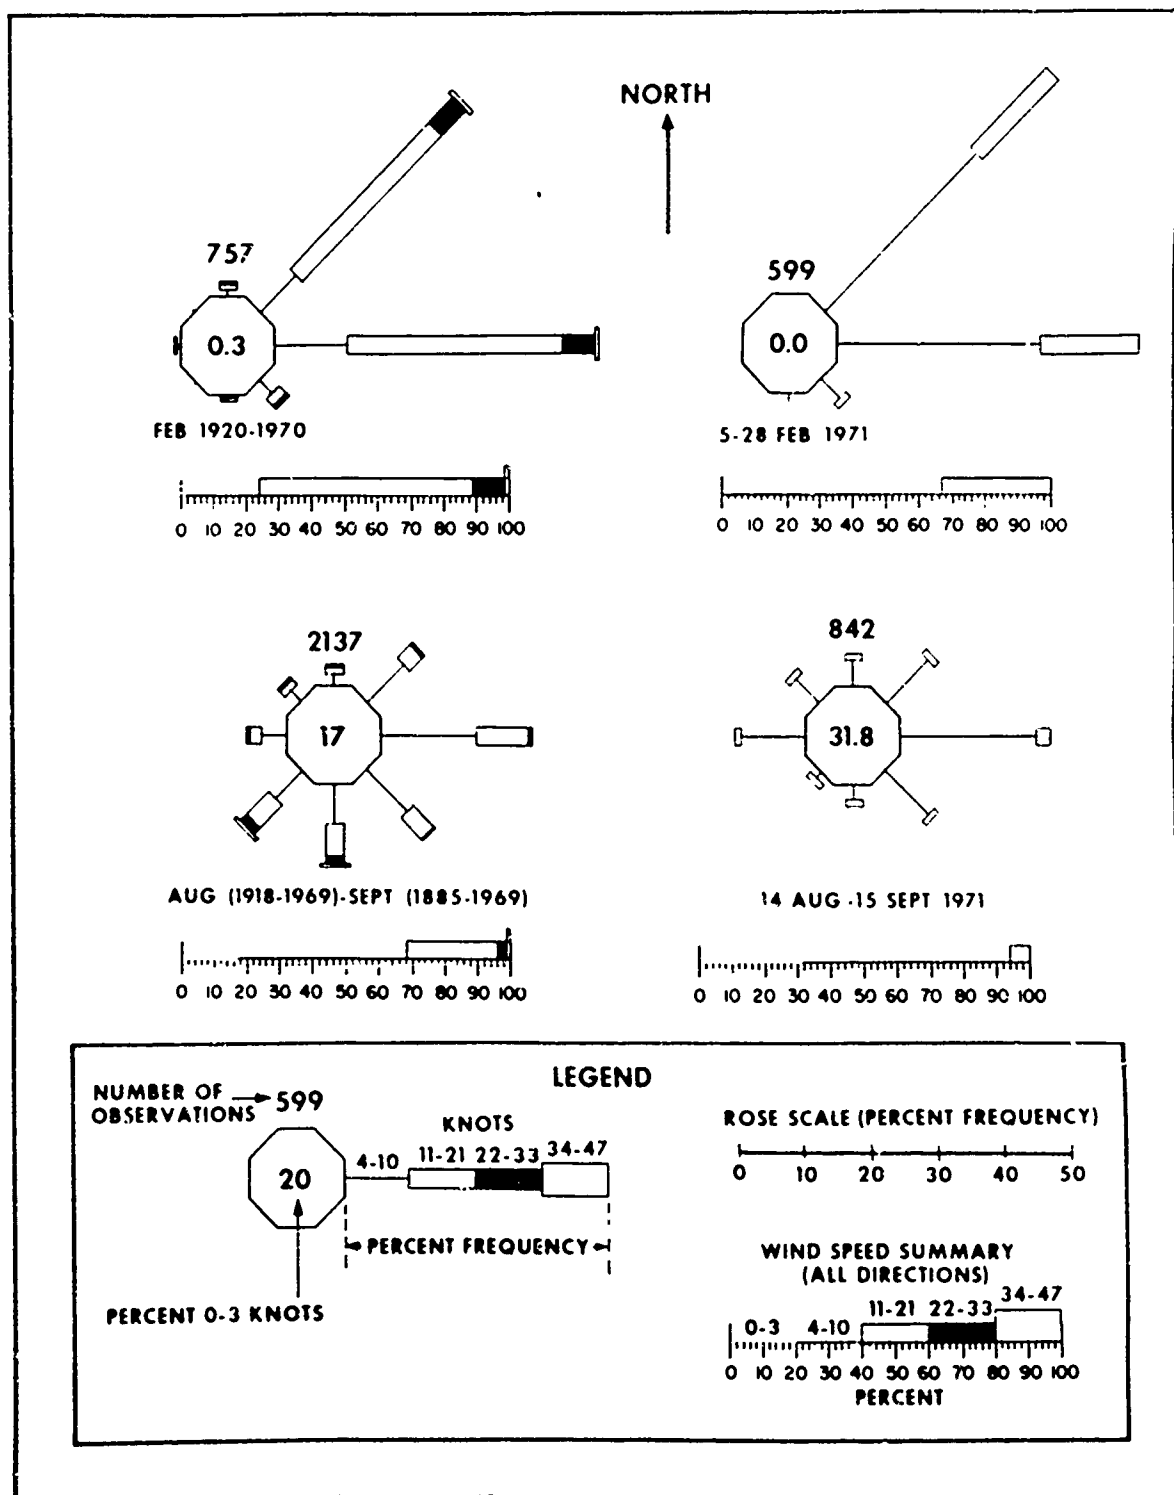 NORTH
757
0.3
FEB 1920-1970
0 10 20 30 40 50 60 70 80 90 100
599
0.0
5-28 FEB 1971
0 10 20 30 40 50 60 70 80 90 100
2137
17
AUG (1918-1969)-SEPT (1885-1969)
0 10 20 30 40 50 60 70 80 90 100
842
31.8
14 AUG -15 SEPT 1971
0 10 20 30 40 50 60 70 80 90 100
LEGEND
NUMBER OF
OBSERVATIONS
599
20
KNOTS
4-10 11-21 22-33 34-47
PERCENT FREQUENCY
PERCENT 0-3 KNOTS
ROSE SCALE (PERCENT FREQUENCY)
0 10 20 30 40 50
WIND SPEED SUMMARY
(ALL DIRECTIONS)
0-3 4-10 11-21 22-33 34-47
0 10 20 30 40 50 60 70 80 90 100
PERCENT